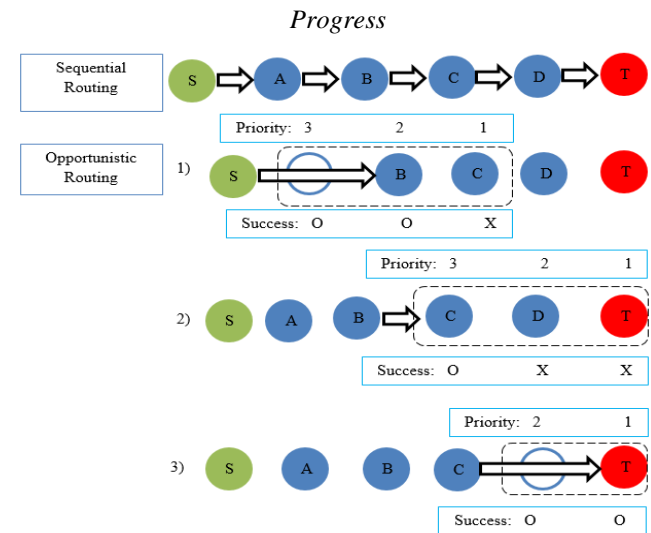 Progress
Sequential
Routing
S A B C D T
Priority: 3 2 1
Opportunistic
Routing
1) S B C D T
Success: O O X
Priority: 3 2 1
2) S A B C D T
Success: O X X
Priority: 2 1
3) S A B C T
Success: O O